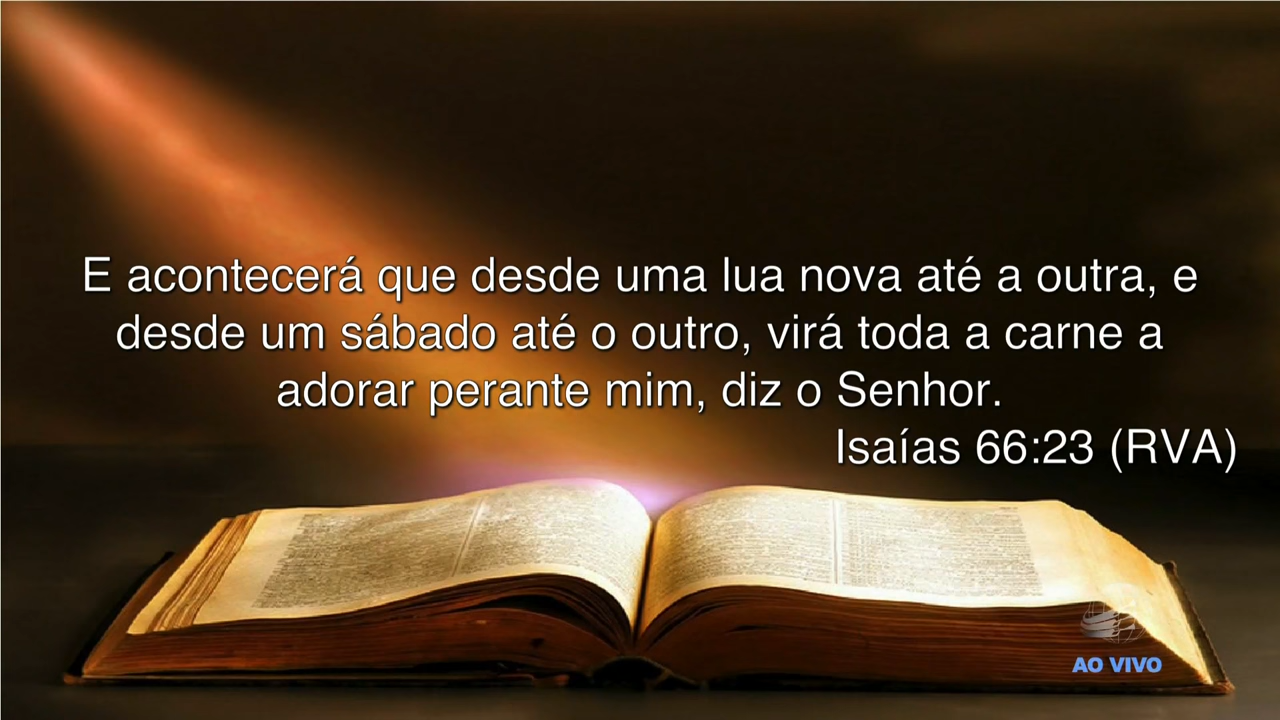 E acontecerá que desde uma lua nova até a outra, e
desde um sábado até o outro, virá toda a carne a
adorar perante mim, diz o Senhor.
Isaías 66:23 (RVA)
AO VIVO